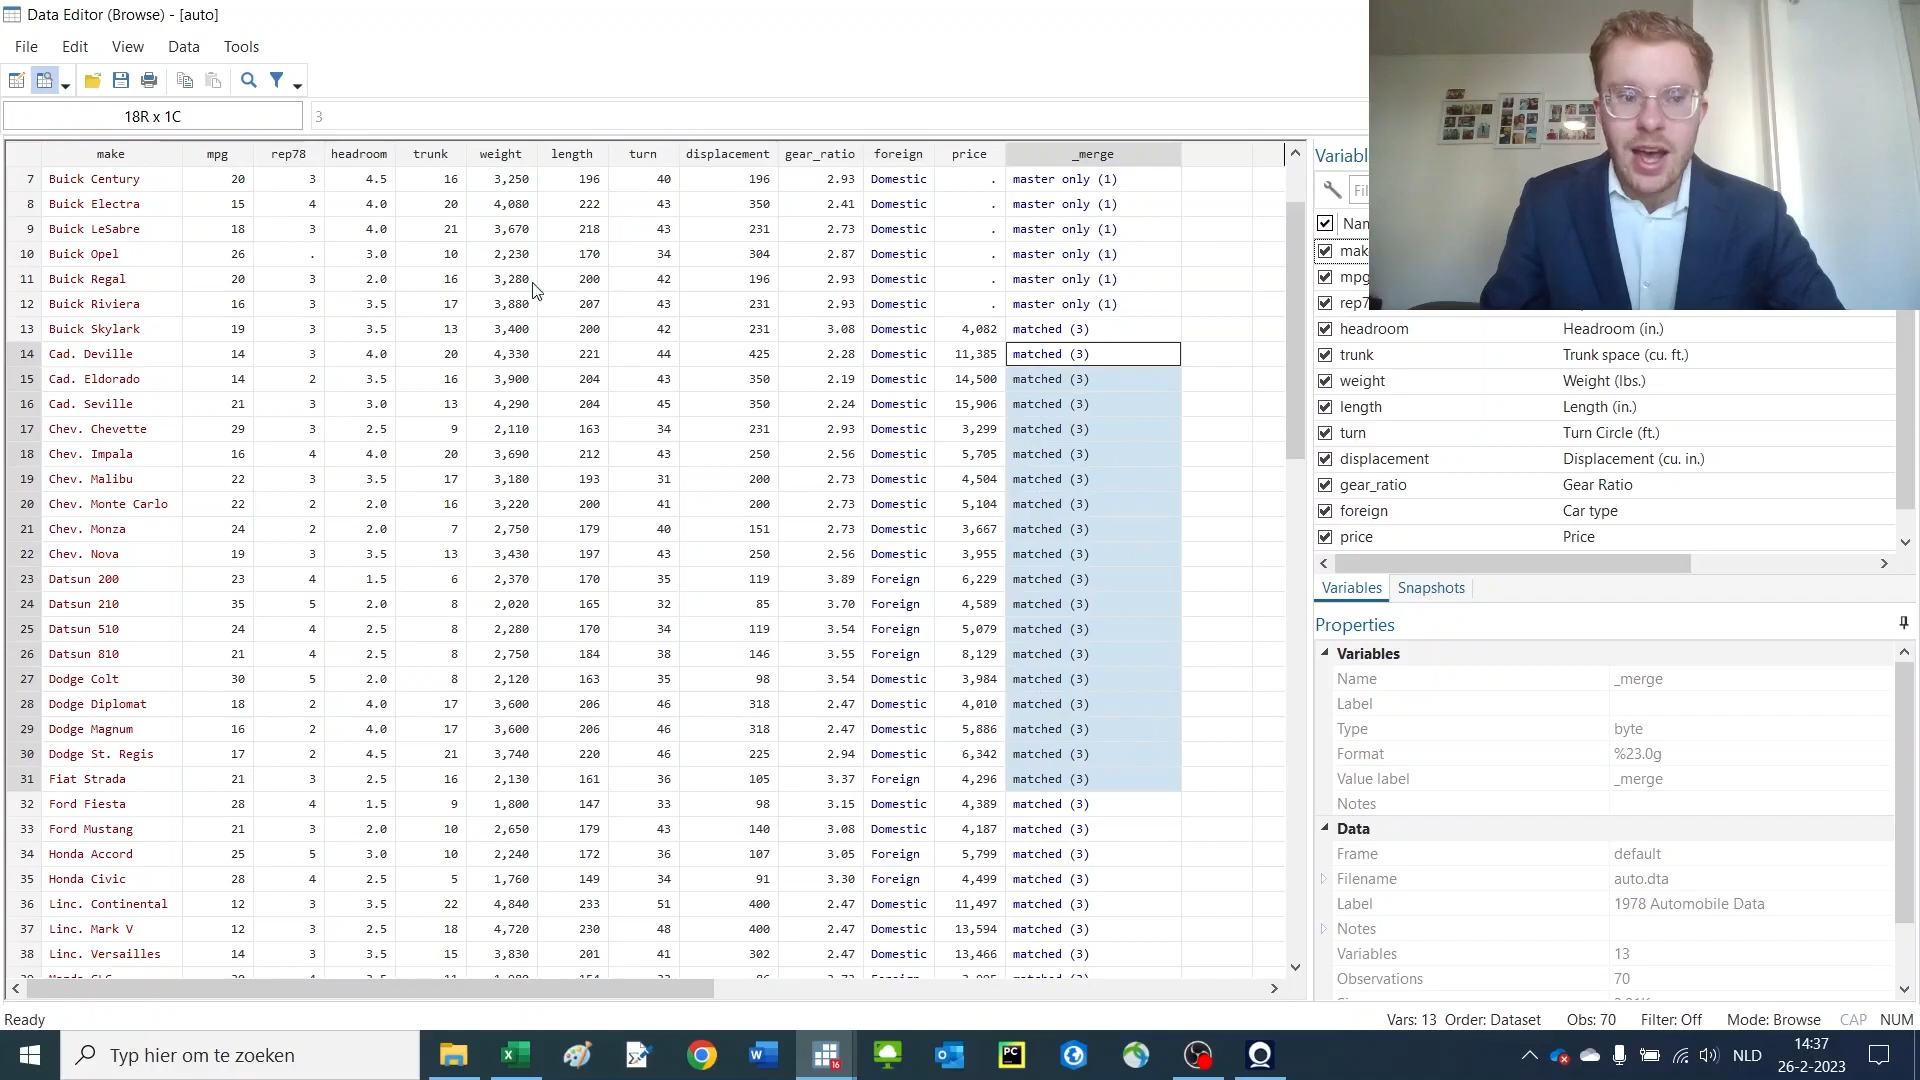 Data Editor (Browse) - [auto]
File Edit View Data Tools
18R x 1C 3
make mpg rep78 headroom trunk weight length turn displacement gear_ratio foreign price _merge
7 Buick Century 20 3 4.5 16 3,250 196 40 196 2.93 Domestic . master only (1)
8 Buick Electra 15 4 4.0 20 4,080 222 43 350 2.41 Domestic . master only (1)
9 Buick LeSabre 18 3 4.0 21 3,670 218 43 231 2.73 Domestic . master only (1)
10 Buick Opel 26 . 3.0 10 2,230 170 34 304 2.87 Domestic . master only (1)
11 Buick Regal 20 3 2.0 16 3,280 200 42 196 2.93 Domestic . master only (1)
12 Buick Riviera 16 3 3.5 17 3,880 207 43 231 2.93 Domestic . master only (1)
13 Buick Skylark 19 3 3.5 13 3,400 200 42 231 3.08 Domestic 4,082 matched (3)
14 Cad. Deville 14 3 4.0 20 4,330 221 44 425 2.28 Domestic 11,385 matched (3)
15 Cad. Eldorado 14 2 3.5 16 3,900 204 43 350 2.19 Domestic 14,500 matched (3)
16 Cad. Seville 21 3 3.0 13 4,290 204 45 350 2.24 Domestic 15,906 matched (3)
17 Chev. Chevette 29 3 2.5 9 2,110 163 34 231 2.93 Domestic 3,299 matched (3)
18 Chev. Impala 16 4 4.0 20 3,690 212 43 250 2.56 Domestic 5,705 matched (3)
19 Chev. Malibu 22 3 3.5 17 3,180 193 31 200 2.73 Domestic 4,504 matched (3)
20 Chev. Monte Carlo 22 2 2.0 16 3,220 200 41 200 2.73 Domestic 5,104 matched (3)
21 Chev. Monza 24 2 2.0 7 2,750 179 40 151 2.73 Domestic 3,667 matched (3)
22 Chev. Nova 19 3 3.5 13 3,430 197 43 250 2.56 Domestic 3,955 matched (3)
23 Datsun 200 23 4 1.5 6 2,370 170 35 119 3.89 Foreign 6,229 matched (3)
24 Datsun 210 35 5 2.0 8 2,020 165 32 85 3.70 Foreign 4,589 matched (3)
25 Datsun 510 24 4 2.5 8 2,280 170 34 119 3.54 Foreign 5,079 matched (3)
26 Datsun 810 21 4 2.5 8 2,750 184 38 146 3.55 Foreign 8,129 matched (3)
27 Dodge Colt 30 5 2.0 8 2,120 163 35 98 3.54 Domestic 3,984 matched (3)
28 Dodge Diplomat 18 2 4.0 17 3,600 206 46 318 2.47 Domestic 4,010 matched (3)
29 Dodge Magnum 16 2 4.0 17 3,600 206 46 318 2.47 Domestic 5,886 matched (3)
30 Dodge St. Regis 17 2 4.5 21 3,740 220 46 225 2.94 Domestic 6,342 matched (3)
31 Fiat Strada 21 3 2.5 16 2,130 161 36 105 3.37 Foreign 4,296 matched (3)
32 Ford Fiesta 28 4 1.5 9 1,800 147 33 98 3.15 Domestic 4,389 matched (3)
33 Ford Mustang 21 3 2.0 10 2,650 179 43 140 3.08 Domestic 4,187 matched (3)
34 Honda Accord 25 5 3.0 10 2,240 172 36 107 3.05 Foreign 5,799 matched (3)
35 Honda Civic 28 4 2.5 5 1,760 149 34 91 3.30 Foreign 4,499 matched (3)
36 Linc. Continental 12 3 3.5 22 4,840 233 51 400 2.47 Domestic 11,497 matched (3)
37 Linc. Mark V 12 3 2.5 18 4,720 230 48 400 2.47 Domestic 13,594 matched (3)
38 Linc. Versailles 14 3 3.5 15 3,830 201 41 302 2.47 Domestic 13,466 matched (3)
Variabl
Fil
Nan
mak
mpg
rep7
headroom Headroom (in.)
trunk Trunk space (cu. ft.)
weight Weight (lbs.)
length Length (in.)
turn Turn Circle (ft.)
displacement Displacement (cu. in.)
gear_ratio Gear Ratio
foreign Car type
price Price
Variables Snapshots
Properties
Variables
Name _merge
Label
Type byte
Format %23.0g
Value label _merge
Notes
Data
Frame default
Filename auto.dta
Label 1978 Automobile Data
Notes
Variables 13
Observations 70
Ready Vars: 13 Order: Dataset Obs: 70 Filter: Off Mode: Browse CAP NUM
Typ hier om te zoeken 16 PC NLD 14:37
26-2-2023